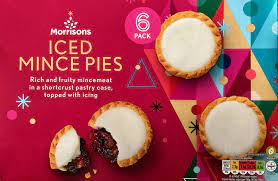 Morrisons
6
PACK
ICED
MINCE PIES
Rich and fruity mincemeat
in a shortcrust pastry case,
topped with icing